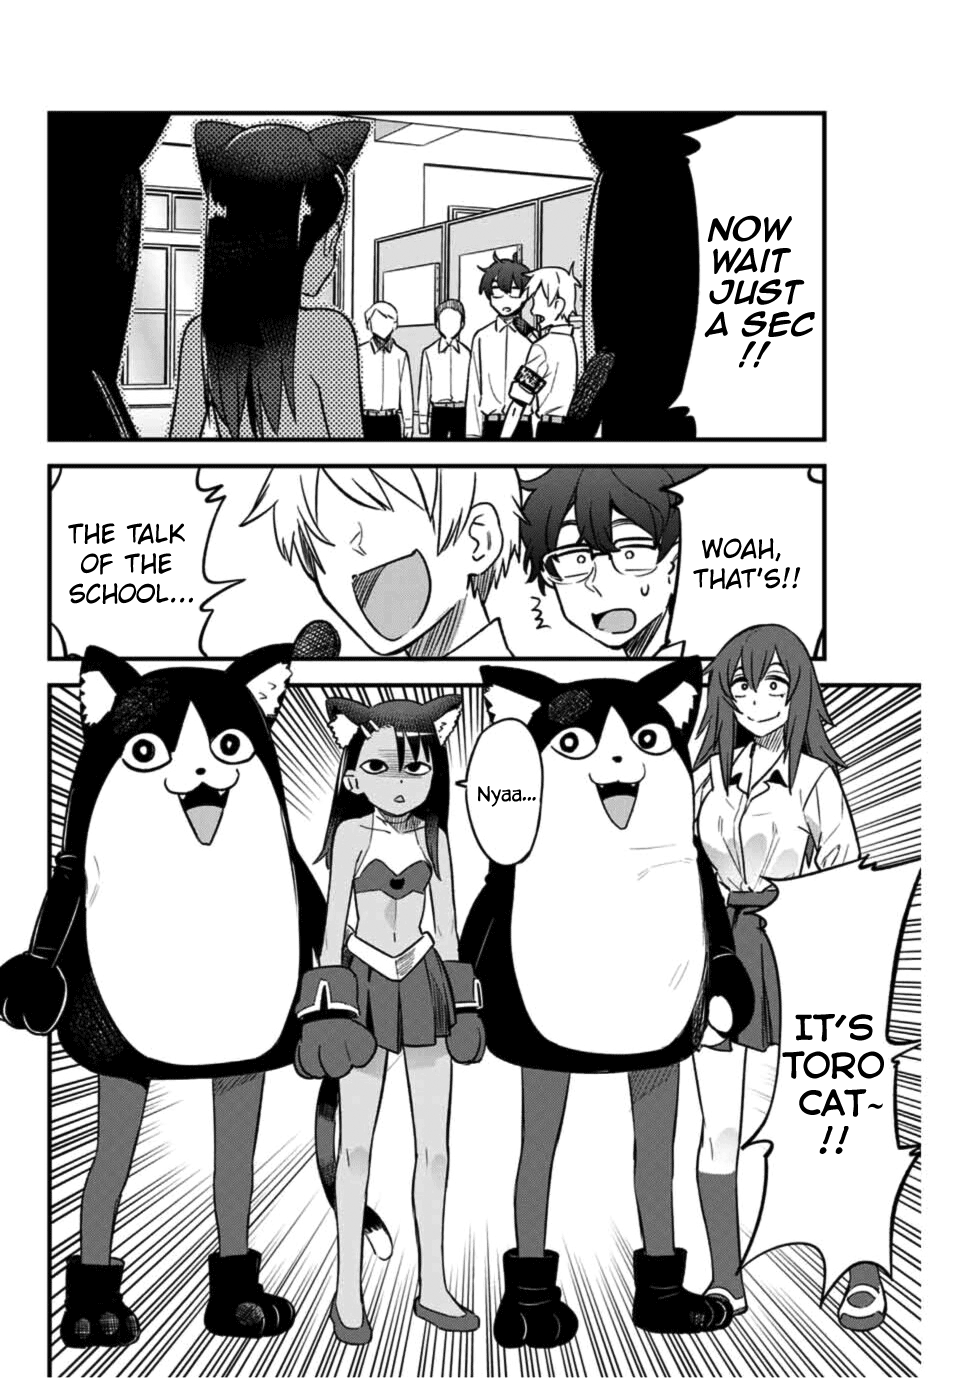 NOW
WAIT
JUST
A SEC
!!
WOAH,
THAT'S!!
THE TALK
OF THE
SCHOOL...
Nyaa...
IT'S
TORO
CAT~
!!